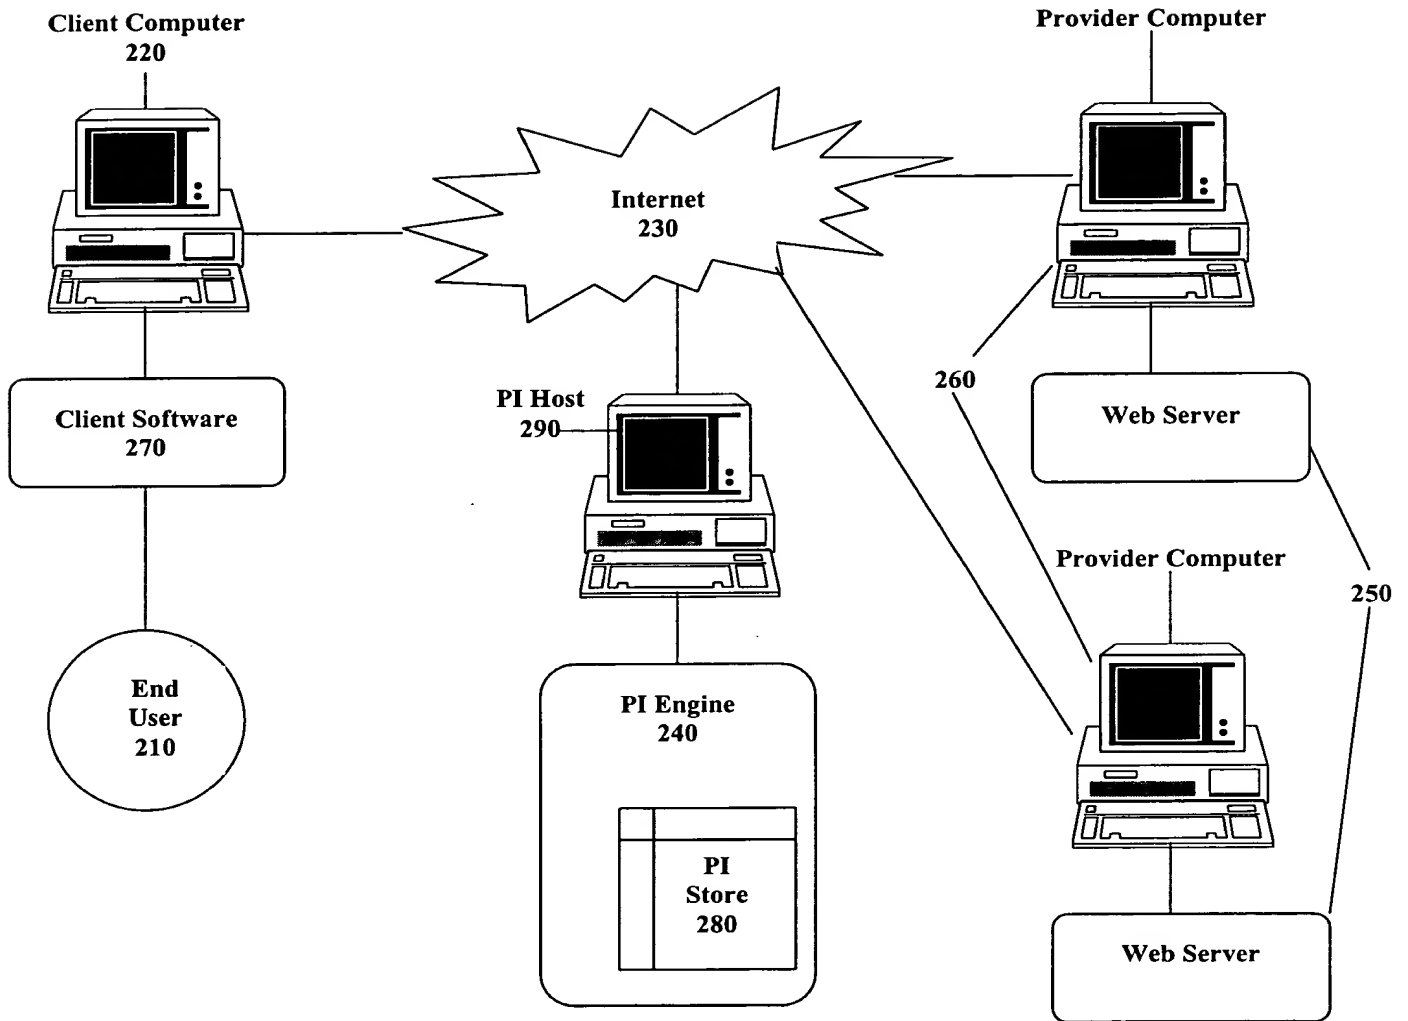 Client Computer
220
Provider Computer
Internet
230
Client Software
270
PI Host
290
260
Web Server
Provider Computer
250
End
User
210
PI Engine
240
PI
Store
280
Web Server